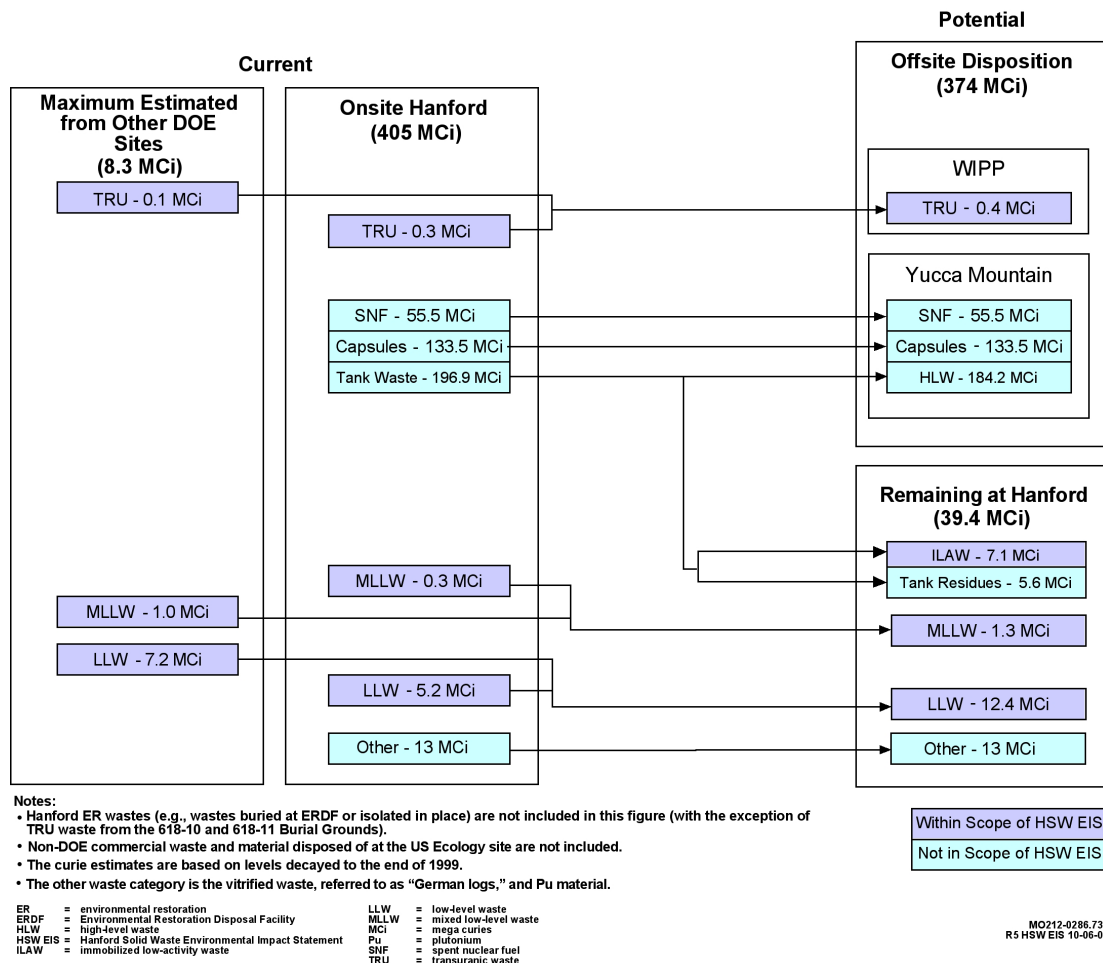 Potential
Current
Maximum Estimated
from Other DOE
Sites
(8.3 MCi)
TRU - 0.1 MCi
MLLW - 1.0 MCi
LLW - 7.2 MCi
Onsite Hanford
(405 MCi)
TRU - 0.3 MCi
SNF - 55.5 MCi
Capsules - 133.5 MCi
Tank Waste - 196.9 MCi
MLLW - 0.3 MCi
LLW - 5.2 MCi
Other - 13 MCi
Offsite Disposition
(374 MCi)
WIPP
TRU - 0.4 MCi
Yucca Mountain
SNF - 55.5 MCi
Capsules - 133.5 MCi
HLW - 184.2 MCi
Remaining at Hanford
(39.4 MCi)
ILAW - 7.1 MCi
Tank Residues - 5.6 MCi
MLLW - 1.3 MCi
LLW - 12.4 MCi
Other - 13 MCi
Notes:
• Hanford ER wastes (e.g., wastes buried at ERDF or isolated in place) are not included in this figure (with the exception of
TRU waste from the 618-10 and 618-11 Burial Grounds).
• Non-DOE commercial waste and material disposed of at the US Ecology site are not included.
• The curie estimates are based on levels decayed to the end of 1999.
• The other waste category is the vitrified waste, referred to as “German logs,” and Pu material.
Within Scope of HSW EIS
Not in Scope of HSW EIS
ER = environmental restoration
ERDF = Environmental Restoration Disposal Facility
HLW = high-level waste
HSW EIS = Hanford Solid Waste Environmental Impact Statement
ILAW = immobilized low-activity waste
LLW = low-level waste
MLLW = mixed low-level waste
MCi = mega curies
Pu = plutonium
SNF = spent nuclear fuel
TRU = transuranic waste
MO212-0286.73
R5 HSW EIS 10-06-0